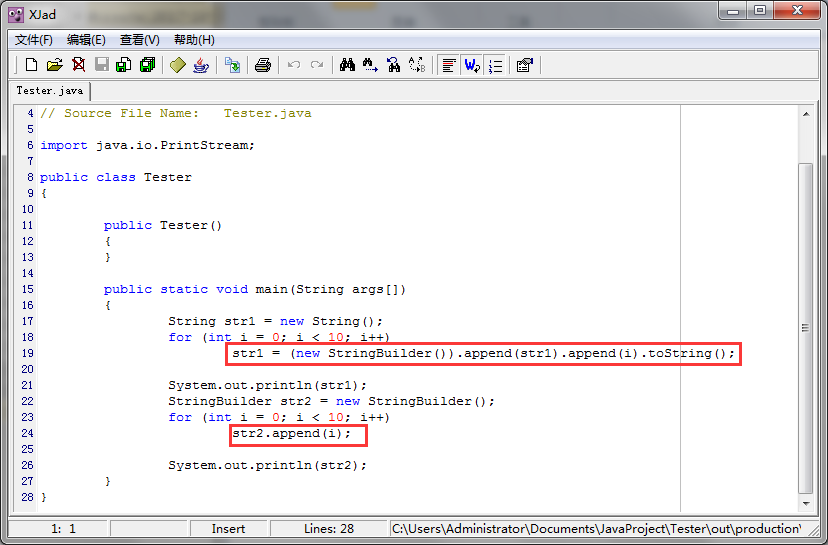 XJad
文件(F) 编辑(E) 查看(V) 帮助(H)
Tester.java
4 // Source File Name:   Tester.java
5
6 import java.io.PrintStream;
7
8 public class Tester
9 {
10
11         public Tester()
12         {
13         }
14
15         public static void main(String args[])
16         {
17                 String str1 = new String();
18                 for (int i = 0; i < 10; i++)
19                         str1 = (new StringBuilder()).append(str1).append(i).toString();
20
21                 System.out.println(str1);
22                 StringBuilder str2 = new StringBuilder();
23                 for (int i = 0; i < 10; i++)
24                         str2.append(i);
25
26                 System.out.println(str2);
27         }
28 }
1: 1 Insert Lines: 28 C:\Users\Administrator\Documents\JavaProject\Tester\out\production\